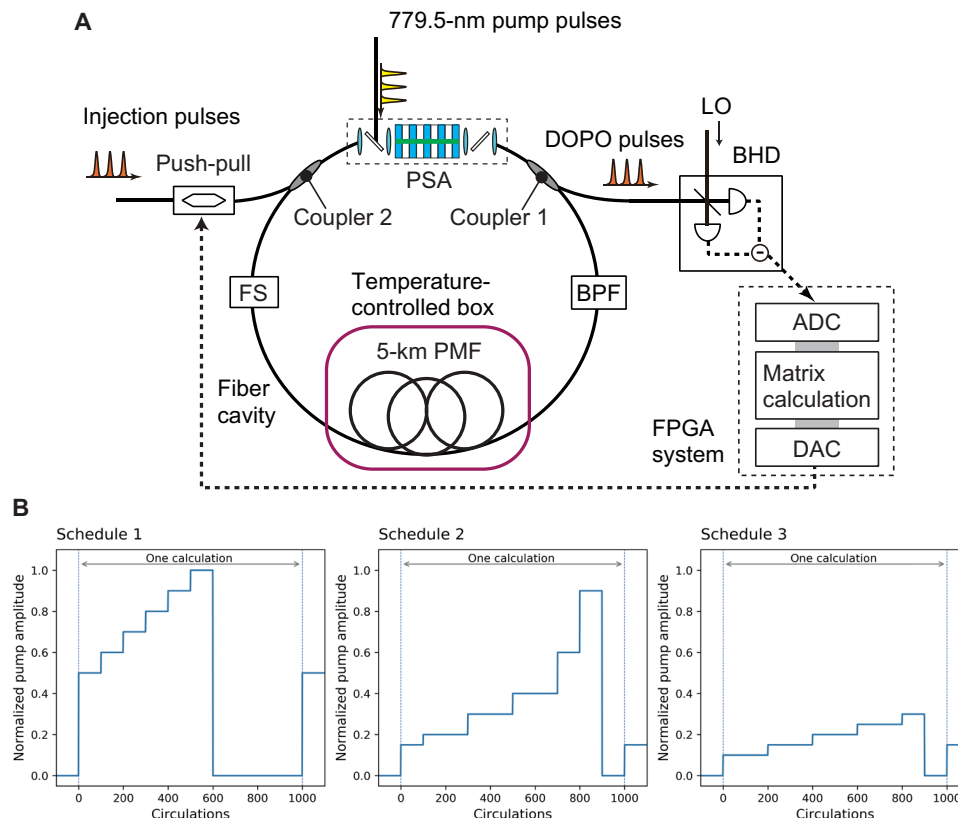 A
779.5-nm pump pulses
Injection pulses
Push-pull
PSA
DOPO pulses
LO
BHD
Coupler 2
Coupler 1
FS
BPF
Temperature-
controlled box
5-km PMF
Fiber
cavity
−
ADC
Matrix
calculation
DAC
FPGA
system
B
Schedule 1
One calculation
Normalized pump amplitude
1.0
0.8
0.6
0.4
0.2
0.0
0 200 400 600 800 1000
Circulations
Schedule 2
One calculation
Normalized pump amplitude
1.0
0.8
0.6
0.4
0.2
0.0
0 200 400 600 800 1000
Circulations
Schedule 3
One calculation
Normalized pump amplitude
1.0
0.8
0.6
0.4
0.2
0.0
0 200 400 600 800 1000
Circulations